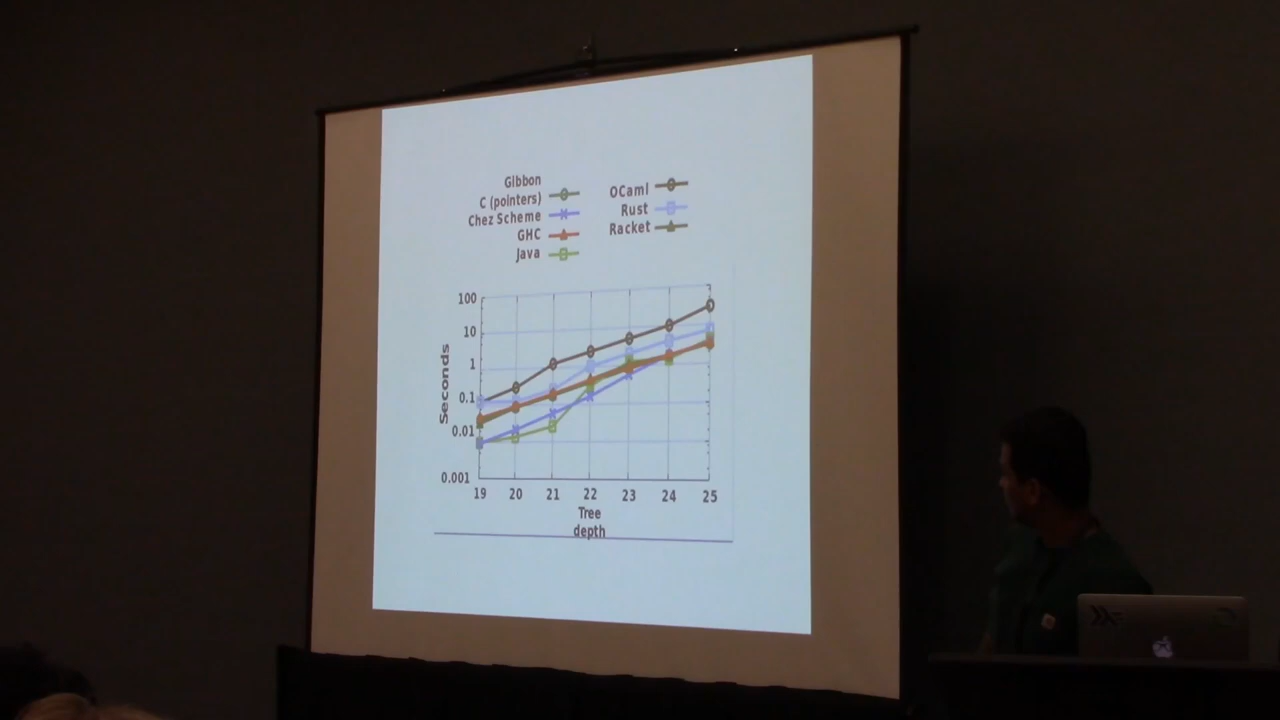 Gibbon
C (pointers)
Chez Scheme
GHC
Java
OCaml
Rust
Racket
100
10
1
0.1
0.01
0.001
Seconds
19 20 21 22 23 24 25
Tree
depth